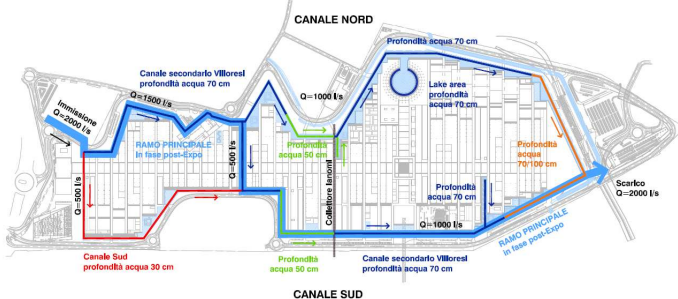 CANALE NORD
Profondità acqua 70 cm
Canale secondario Villoresi
profondità acqua 70 cm
Lake area
profondità
acqua 70 cm
Q=1000 l/s
Q=1500 l/s
Immissione
Q=2000 l/s
RAMO PRINCIPALE
in fase post-Expo
Profondità
acqua 50 cm
Profondità
acqua
70/100 cm
Q=500 l/s
Q=500 l/s
Collettore Ianomi
Profondità
acqua 70 cm
Scarico
Q=2000 l/s
Q=1000 l/s
RAMO PRINCIPALE
in fase post-Expo
Canale Sud
profondità acqua 30 cm
Profondità
acqua 50 cm
Canale secondario Villoresi
profondità acqua 70 cm
CANALE SUD